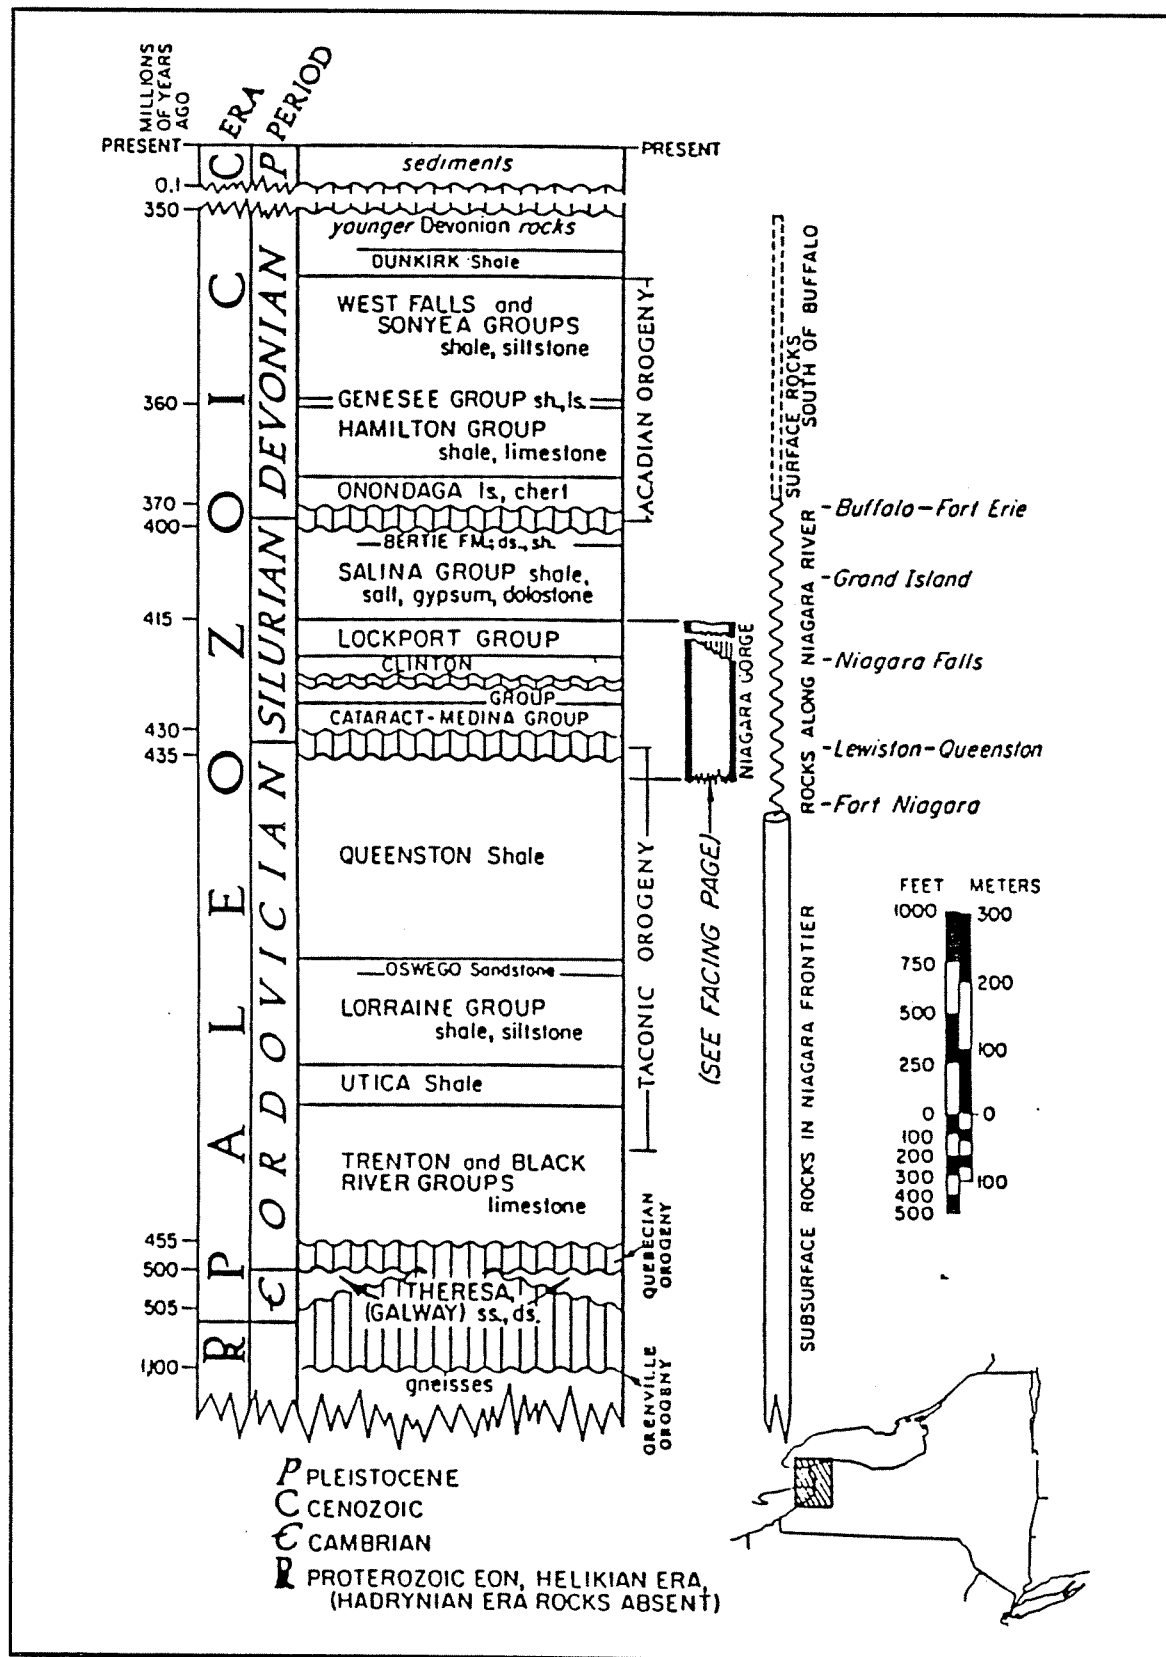 MILLIONS
OF YEARS
AGO
ERA
PERIOD
PRESENT
0.1
350
360
370
400
415
430
435
455
500
505
1,100
C
PALEOZOIC
P
DEVONIAN
SILURIAN
ORDOVICIAN
sediments
younger Devonian rocks
DUNKIRK Shale
WEST FALLS and
SONYEA GROUPS
shale, siltstone
GENESEE GROUP sh., ls.
HAMILTON GROUP
shale, limestone
ONONDAGA ls., chert
BERTIE FM.; ds., sh.
SALINA GROUP shale,
salt, gypsum, dolostone
LOCKPORT GROUP
CLINTON
GROUP
CATARACT-MEDINA GROUP
QUEENSTON Shale
OSWEGO Sandstone
LORRAINE GROUP
shale, siltstone
UTICA Shale
TRENTON and BLACK
RIVER GROUPS
limestone
THERESA
(GALWAY) ss., ds.
gneisses
PRESENT
ACADIAN OROGENY
TACONIC OROGENY
QUEBECIAN
OROGENY
GRENVILLE
OROGENY
NIAGARA GORGE
(SEE FACING PAGE)
SURFACE ROCKS
SOUTH OF BUFFALO
ROCKS ALONG NIAGARA RIVER
SUBSURFACE ROCKS IN NIAGARA FRONTIER
Buffalo-Fort Erie
Grand Island
Niagara Falls
Lewiston-Queenston
Fort Niagara
FEET METERS
1000 300
750
200
500
100
250
0 0
100
200
300 100
400
500
P PLEISTOCENE
C CENOZOIC
Ꞓ CAMBRIAN
PROTEROZOIC EON, HELIKIAN ERA,
(HADRYNIAN ERA ROCKS ABSENT)